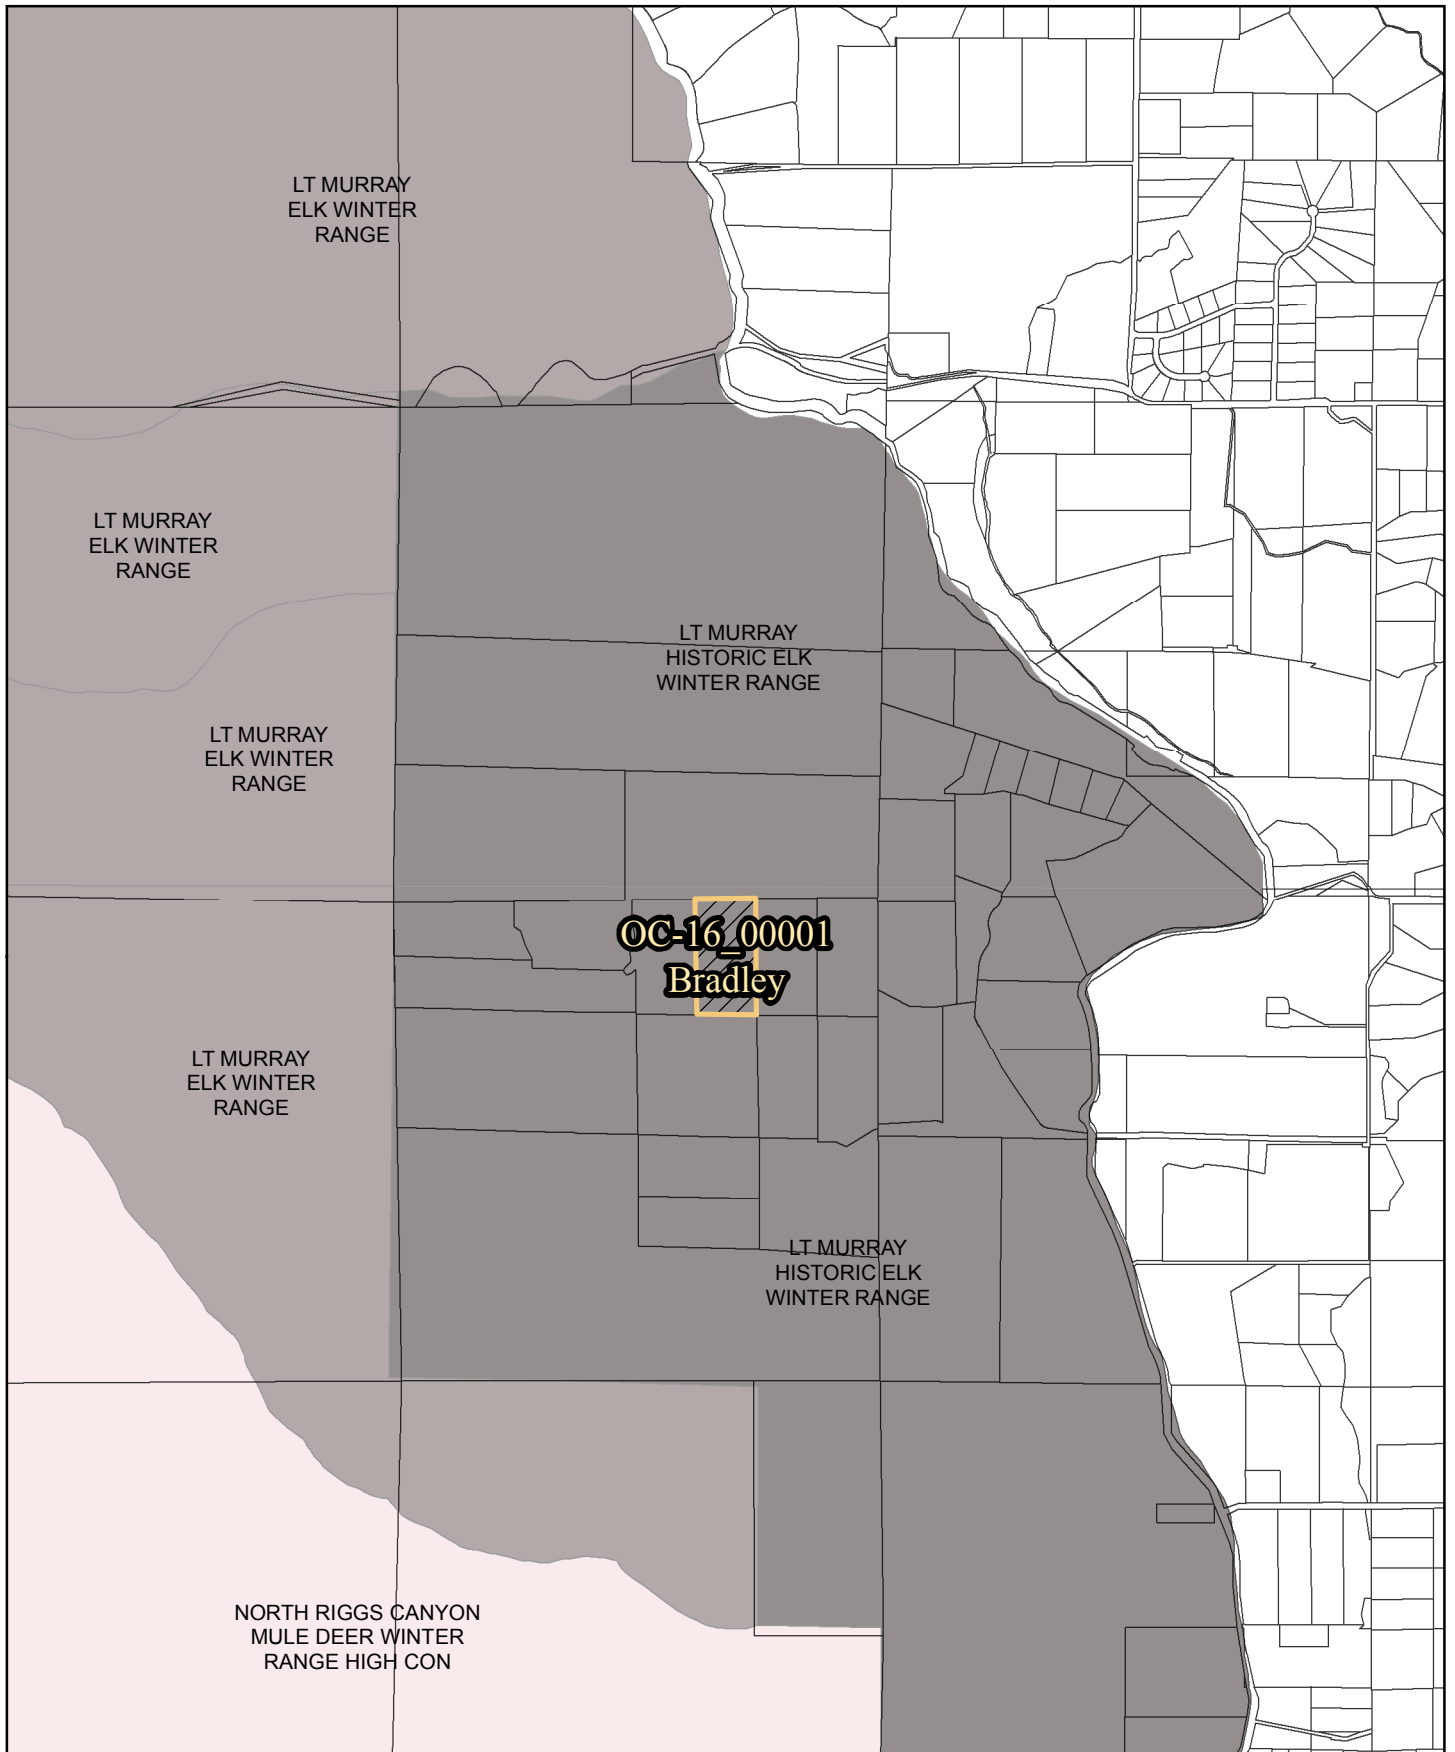 LT MURRAY
ELK WINTER
RANGE
LT MURRAY
ELK WINTER
RANGE
LT MURRAY
HISTORIC ELK
WINTER RANGE
LT MURRAY
ELK WINTER
RANGE
OC-16_00001
Bradley
LT MURRAY
ELK WINTER
RANGE
LT MURRAY
HISTORIC ELK
WINTER RANGE
NORTH RIGGS CANYON
MULE DEER WINTER
RANGE HIGH CON